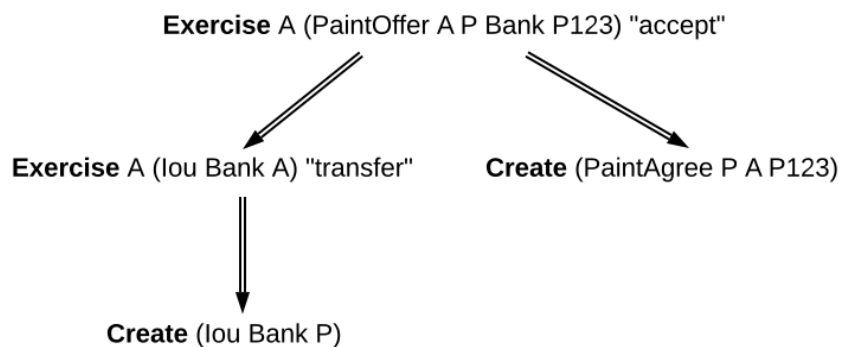 Exercise A (PaintOffer A P Bank P123) "accept"
Exercise A (Iou Bank A) "transfer"
Create (PaintAgree P A P123)
Create (Iou Bank P)